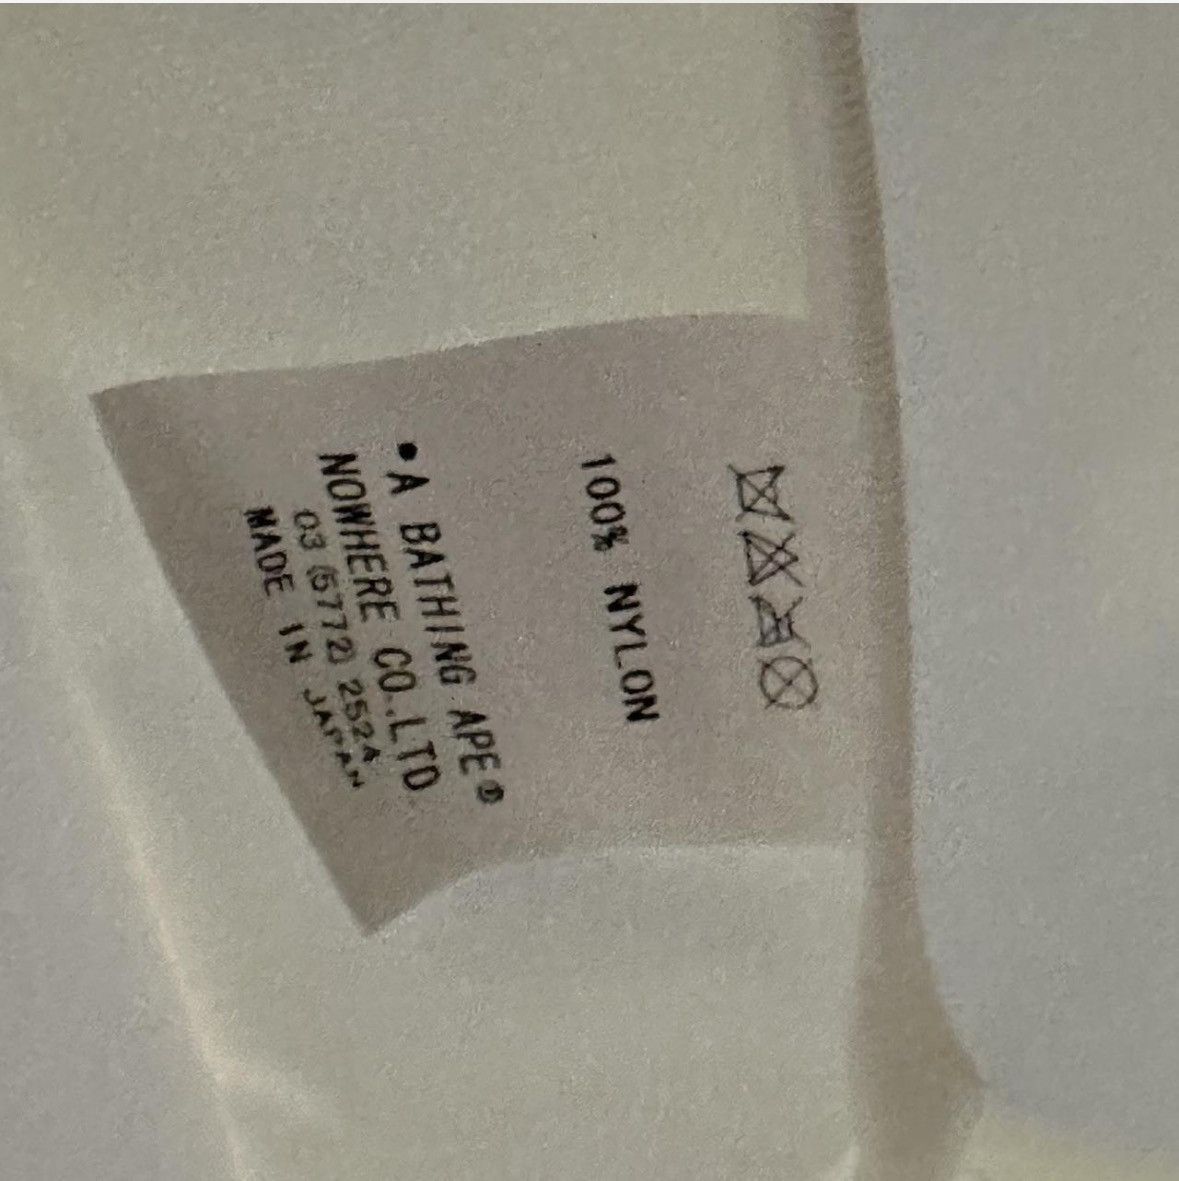 100% NYLON
•A BATHING APE®
NOWHERE CO.,LTD
03 (5772) 2524
MADE IN JAPAN